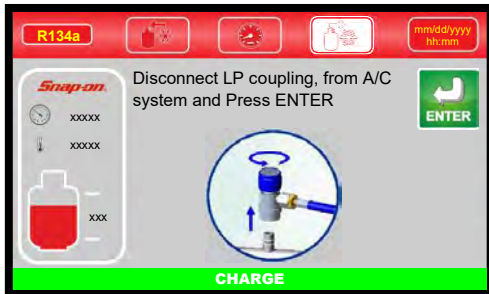 R134a
mm/dd/yyyy
hh:mm
Snap-on
xxxxx
xxxxx
xxx
Disconnect LP coupling, from A/C
system and Press ENTER
ENTER
CHARGE